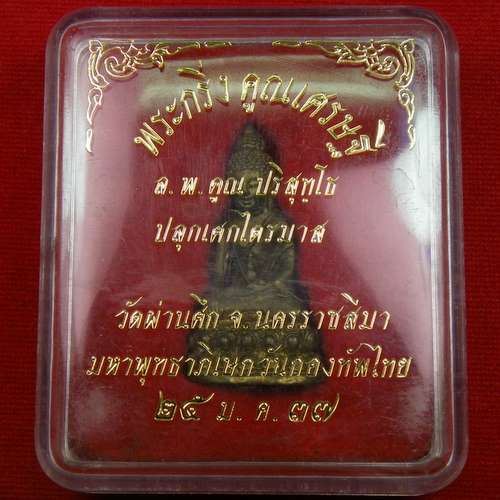 พระกริ่ง คูณเศรษฐี
ล.พ.คูณ ปริสุทฺโธ
ปลุกเศกไตรมาส
วัดผ่านศึก จ.นครราชสีมา
มหาพุทธาภิเษก วันกองทัพไทย
๒๕ ม.ค.๓๗